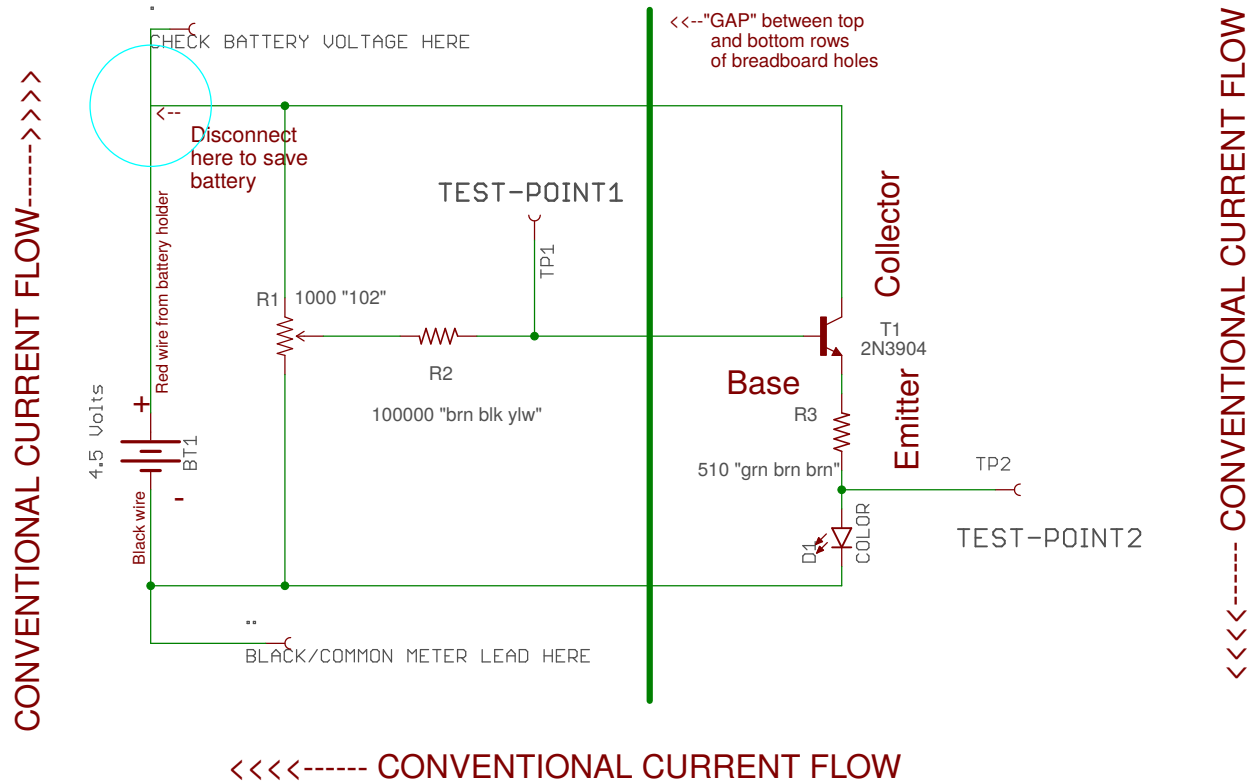 CHECK BATTERY VOLTAGE HERE
<<--"GAP" between top
and bottom rows
of breadboard holes
<--
Disconnect
here to save
battery
TEST-POINT1
TP1
Red wire from battery holder
R1
1000 "102"
R2
100000 "brn blk ylw"
Collector
T1
2N3904
Base
Emitter
R3
510 "grn brn brn"
TP2
TEST-POINT2
D1
COLOR
4.5 Volts
+
BT1
-
Black wire
BLACK/COMMON METER LEAD HERE
CONVENTIONAL CURRENT FLOW------>>>>
<<<<------ CONVENTIONAL CURRENT FLOW
<<<<------ CONVENTIONAL CURRENT FLOW